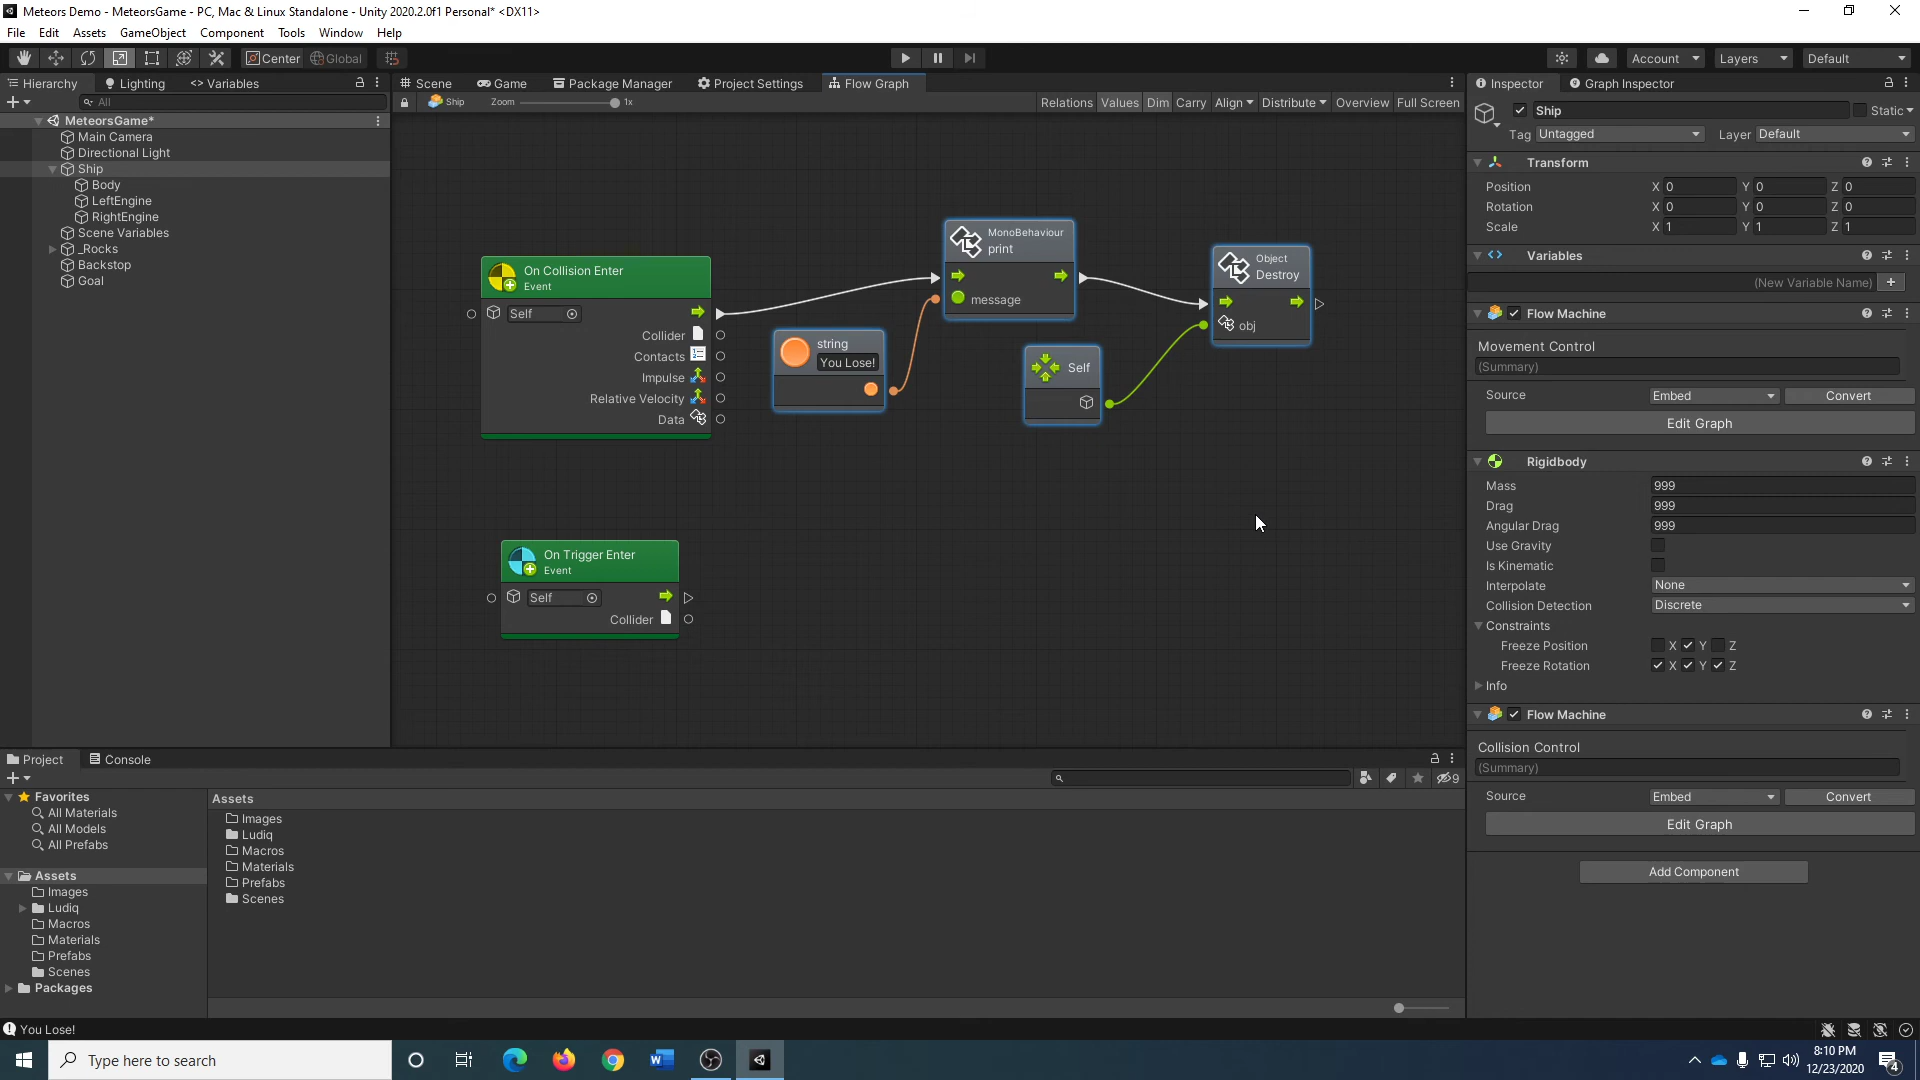 Meteors Demo - MeteorsGame - PC, Mac & Linux Standalone - Unity 2020.2.0f1 Personal* <DX11>
File Edit Assets GameObject Component Tools Window Help
Center Global Account Layers Default
Hierarchy Lighting <> Variables
All
MeteorsGame*
Main Camera
Directional Light
Ship
Body
LeftEngine
RightEngine
Scene Variables
_Rocks
Backstop
Goal
Scene Game Package Manager Project Settings Flow Graph
Ship Zoom 1x Relations Values Dim Carry Align Distribute Overview Full Screen
On Collision Enter
Event
Self
Collider
Contacts
Impulse
Relative Velocity
Data
string
You Lose!
MonoBehaviour
print
message
Self
Object
Destroy
obj
On Trigger Enter
Event
Self
Collider
Inspector Graph Inspector
Ship Static
Tag Untagged Layer Default
Transform
Position X 0 Y 0 Z 0
Rotation X 0 Y 0 Z 0
Scale X 1 Y 1 Z 1
Variables
(New Variable Name)
Flow Machine
Movement Control
(Summary)
Source Embed Convert
Edit Graph
Rigidbody
Mass 999
Drag 999
Angular Drag 999
Use Gravity
Is Kinematic
Interpolate None
Collision Detection Discrete
Constraints
Freeze Position X Y Z
Freeze Rotation X Y Z
Info
Flow Machine
Collision Control
(Summary)
Source Embed Convert
Edit Graph
Add Component
Project Console
9
Favorites
All Materials
All Models
All Prefabs
Assets
Images
Ludiq
Macros
Materials
Prefabs
Scenes
Packages
Assets
Images
Ludiq
Macros
Materials
Prefabs
Scenes
You Lose!
Type here to search
8:10 PM
12/23/2020
4